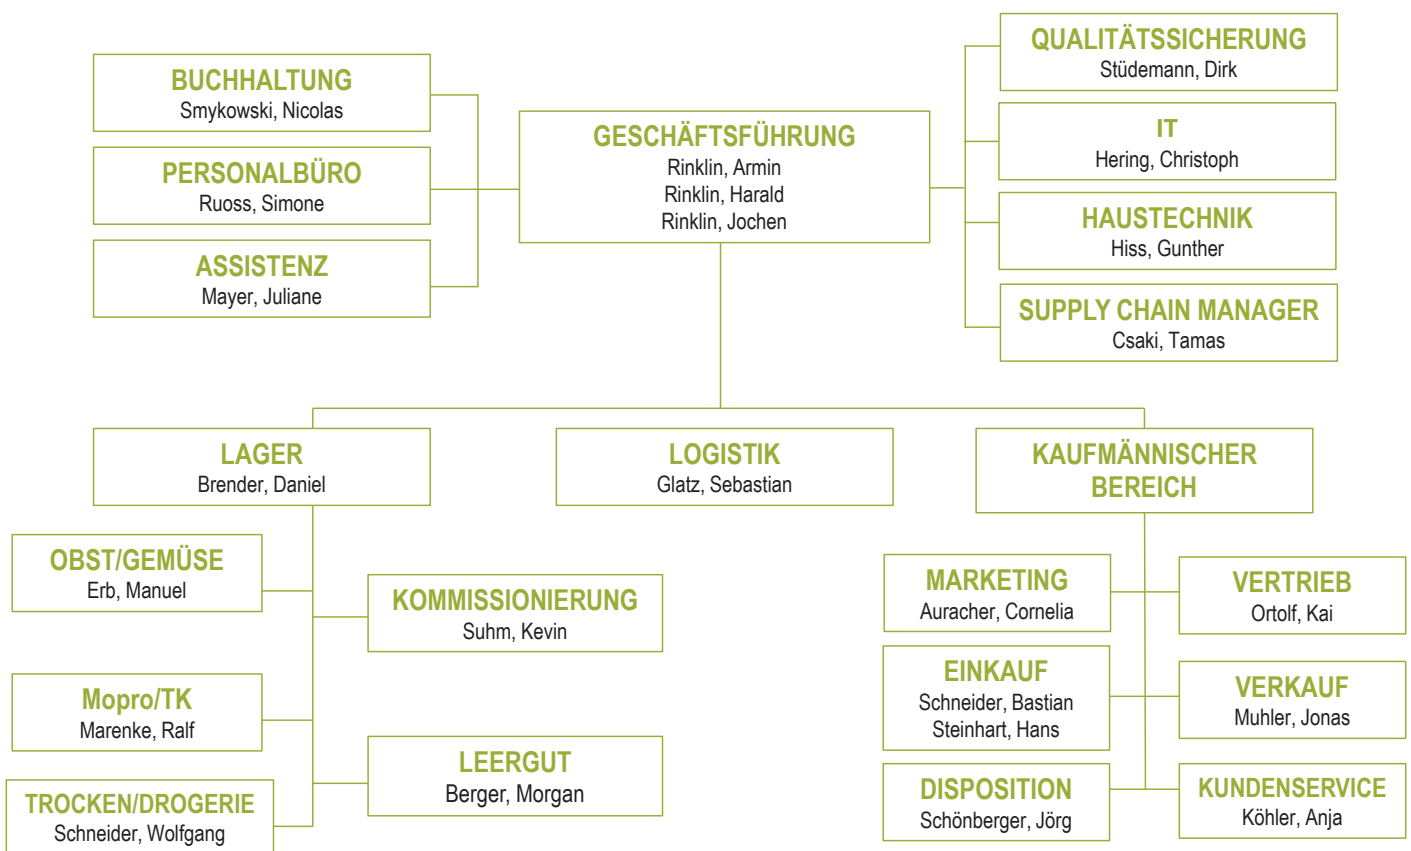 BUCHHALTUNG
Smykowski, Nicolas
PERSONALBÜRO
Ruoss, Simone
ASSISTENZ
Mayer, Juliane
GESCHÄFTSFÜHRUNG
Rinklin, Armin
Rinklin, Harald
Rinklin, Jochen
QUALITÄTSSICHERUNG
Stüdemann, Dirk
IT
Hering, Christoph
HAUSTECHNIK
Hiss, Gunther
SUPPLY CHAIN MANAGER
Csaki, Tamas
LAGER
Brender, Daniel
LOGISTIK
Glatz, Sebastian
KAUFMÄNNISCHER
BEREICH
OBST/GEMÜSE
Erb, Manuel
KOMMISSIONIERUNG
Suhm, Kevin
Mopro/TK
Marenke, Ralf
LEERGUT
Berger, Morgan
TROCKEN/DROGERIE
Schneider, Wolfgang
MARKETING
Auracher, Cornelia
VERTRIEB
Ortolf, Kai
EINKAUF
Schneider, Bastian
Steinhart, Hans
VERKAUF
Muhler, Jonas
DISPOSITION
Schönberger, Jörg
KUNDENSERVICE
Köhler, Anja